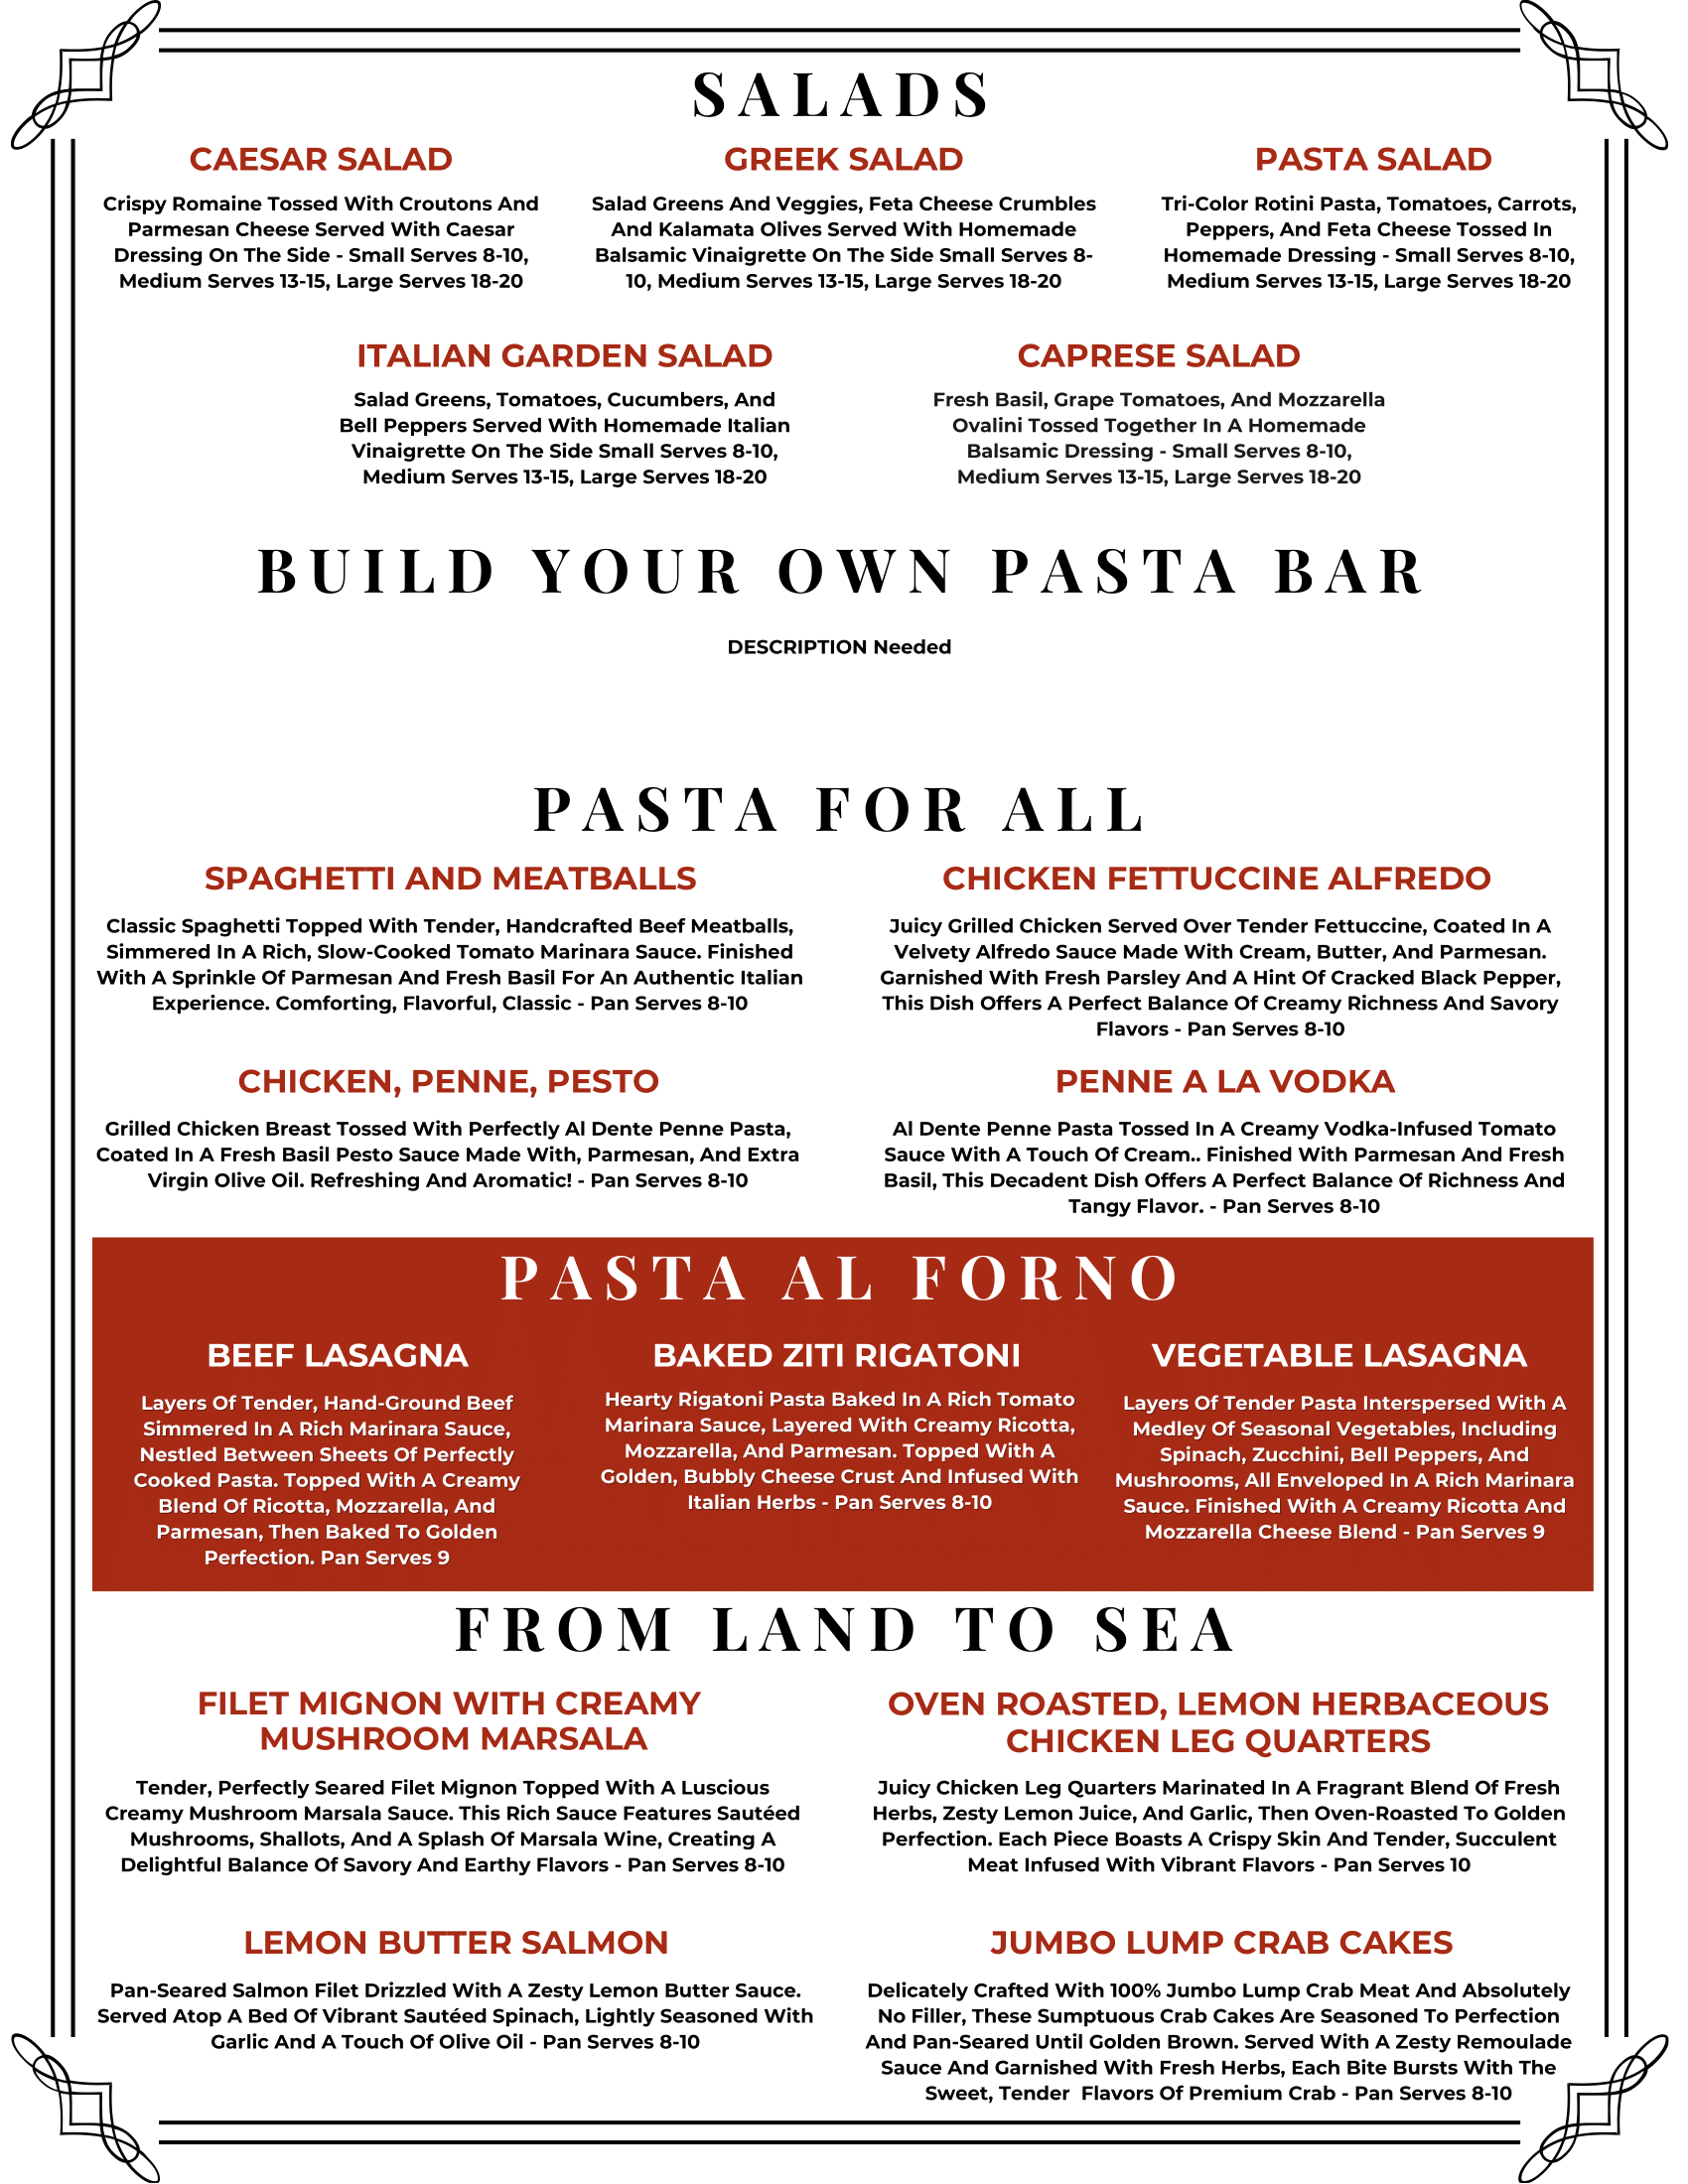 SALADS
CAESAR SALAD
Crispy Romaine Tossed With Croutons And
Parmesan Cheese Served With Caesar
Dressing On The Side - Small Serves 8-10,
Medium Serves 13-15, Large Serves 18-20
GREEK SALAD
Salad Greens And Veggies, Feta Cheese Crumbles
And Kalamata Olives Served With Homemade
Balsamic Vinaigrette On The Side Small Serves 8-
10, Medium Serves 13-15, Large Serves 18-20
PASTA SALAD
Tri-Color Rotini Pasta, Tomatoes, Carrots,
Peppers, And Feta Cheese Tossed In
Homemade Dressing - Small Serves 8-10,
Medium Serves 13-15, Large Serves 18-20
ITALIAN GARDEN SALAD
Salad Greens, Tomatoes, Cucumbers, And
Bell Peppers Served With Homemade Italian
Vinaigrette On The Side Small Serves 8-10,
Medium Serves 13-15, Large Serves 18-20
CAPRESE SALAD
Fresh Basil, Grape Tomatoes, And Mozzarella
Ovalini Tossed Together In A Homemade
Balsamic Dressing - Small Serves 8-10,
Medium Serves 13-15, Large Serves 18-20
BUILD YOUR OWN PASTA BAR
DESCRIPTION Needed
PASTA FOR ALL
SPAGHETTI AND MEATBALLS
Classic Spaghetti Topped With Tender, Handcrafted Beef Meatballs,
Simmered In A Rich, Slow-Cooked Tomato Marinara Sauce. Finished
With A Sprinkle Of Parmesan And Fresh Basil For An Authentic Italian
Experience. Comforting, Flavorful, Classic - Pan Serves 8-10
CHICKEN FETTUCCINE ALFREDO
Juicy Grilled Chicken Served Over Tender Fettuccine, Coated In A
Velvety Alfredo Sauce Made With Cream, Butter, And Parmesan.
Garnished With Fresh Parsley And A Hint Of Cracked Black Pepper,
This Dish Offers A Perfect Balance Of Creamy Richness And Savory
Flavors - Pan Serves 8-10
CHICKEN, PENNE, PESTO
Grilled Chicken Breast Tossed With Perfectly Al Dente Penne Pasta,
Coated In A Fresh Basil Pesto Sauce Made With, Parmesan, And Extra
Virgin Olive Oil. Refreshing And Aromatic! - Pan Serves 8-10
PENNE A LA VODKA
Al Dente Penne Pasta Tossed In A Creamy Vodka-Infused Tomato
Sauce With A Touch Of Cream.. Finished With Parmesan And Fresh
Basil, This Decadent Dish Offers A Perfect Balance Of Richness And
Tangy Flavor. - Pan Serves 8-10
PASTA AL FORNO
BEEF LASAGNA
Layers Of Tender, Hand-Ground Beef
Simmered In A Rich Marinara Sauce,
Nestled Between Sheets Of Perfectly
Cooked Pasta. Topped With A Creamy
Blend Of Ricotta, Mozzarella, And
Parmesan, Then Baked To Golden
Perfection. Pan Serves 9
BAKED ZITI RIGATONI
Hearty Rigatoni Pasta Baked In A Rich Tomato
Marinara Sauce, Layered With Creamy Ricotta,
Mozzarella, And Parmesan. Topped With A
Golden, Bubbly Cheese Crust And Infused With
Italian Herbs - Pan Serves 8-10
VEGETABLE LASAGNA
Layers Of Tender Pasta Interspersed With A
Medley Of Seasonal Vegetables, Including
Spinach, Zucchini, Bell Peppers, And
Mushrooms, All Enveloped In A Rich Marinara
Sauce. Finished With A Creamy Ricotta And
Mozzarella Cheese Blend - Pan Serves 9
FROM LAND TO SEA
FILET MIGNON WITH CREAMY
MUSHROOM MARSALA
Tender, Perfectly Seared Filet Mignon Topped With A Luscious
Creamy Mushroom Marsala Sauce. This Rich Sauce Features Sautéed
Mushrooms, Shallots, And A Splash Of Marsala Wine, Creating A
Delightful Balance Of Savory And Earthy Flavors - Pan Serves 8-10
OVEN ROASTED, LEMON HERBACEOUS
CHICKEN LEG QUARTERS
Juicy Chicken Leg Quarters Marinated In A Fragrant Blend Of Fresh
Herbs, Zesty Lemon Juice, And Garlic, Then Oven-Roasted To Golden
Perfection. Each Piece Boasts A Crispy Skin And Tender, Succulent
Meat Infused With Vibrant Flavors - Pan Serves 10
LEMON BUTTER SALMON
Pan-Seared Salmon Filet Drizzled With A Zesty Lemon Butter Sauce.
Served Atop A Bed Of Vibrant Sautéed Spinach, Lightly Seasoned With
Garlic And A Touch Of Olive Oil - Pan Serves 8-10
JUMBO LUMP CRAB CAKES
Delicately Crafted With 100% Jumbo Lump Crab Meat And Absolutely
No Filler, These Sumptuous Crab Cakes Are Seasoned To Perfection
And Pan-Seared Until Golden Brown. Served With A Zesty Remoulade
Sauce And Garnished With Fresh Herbs, Each Bite Bursts With The
Sweet, Tender Flavors Of Premium Crab - Pan Serves 8-10